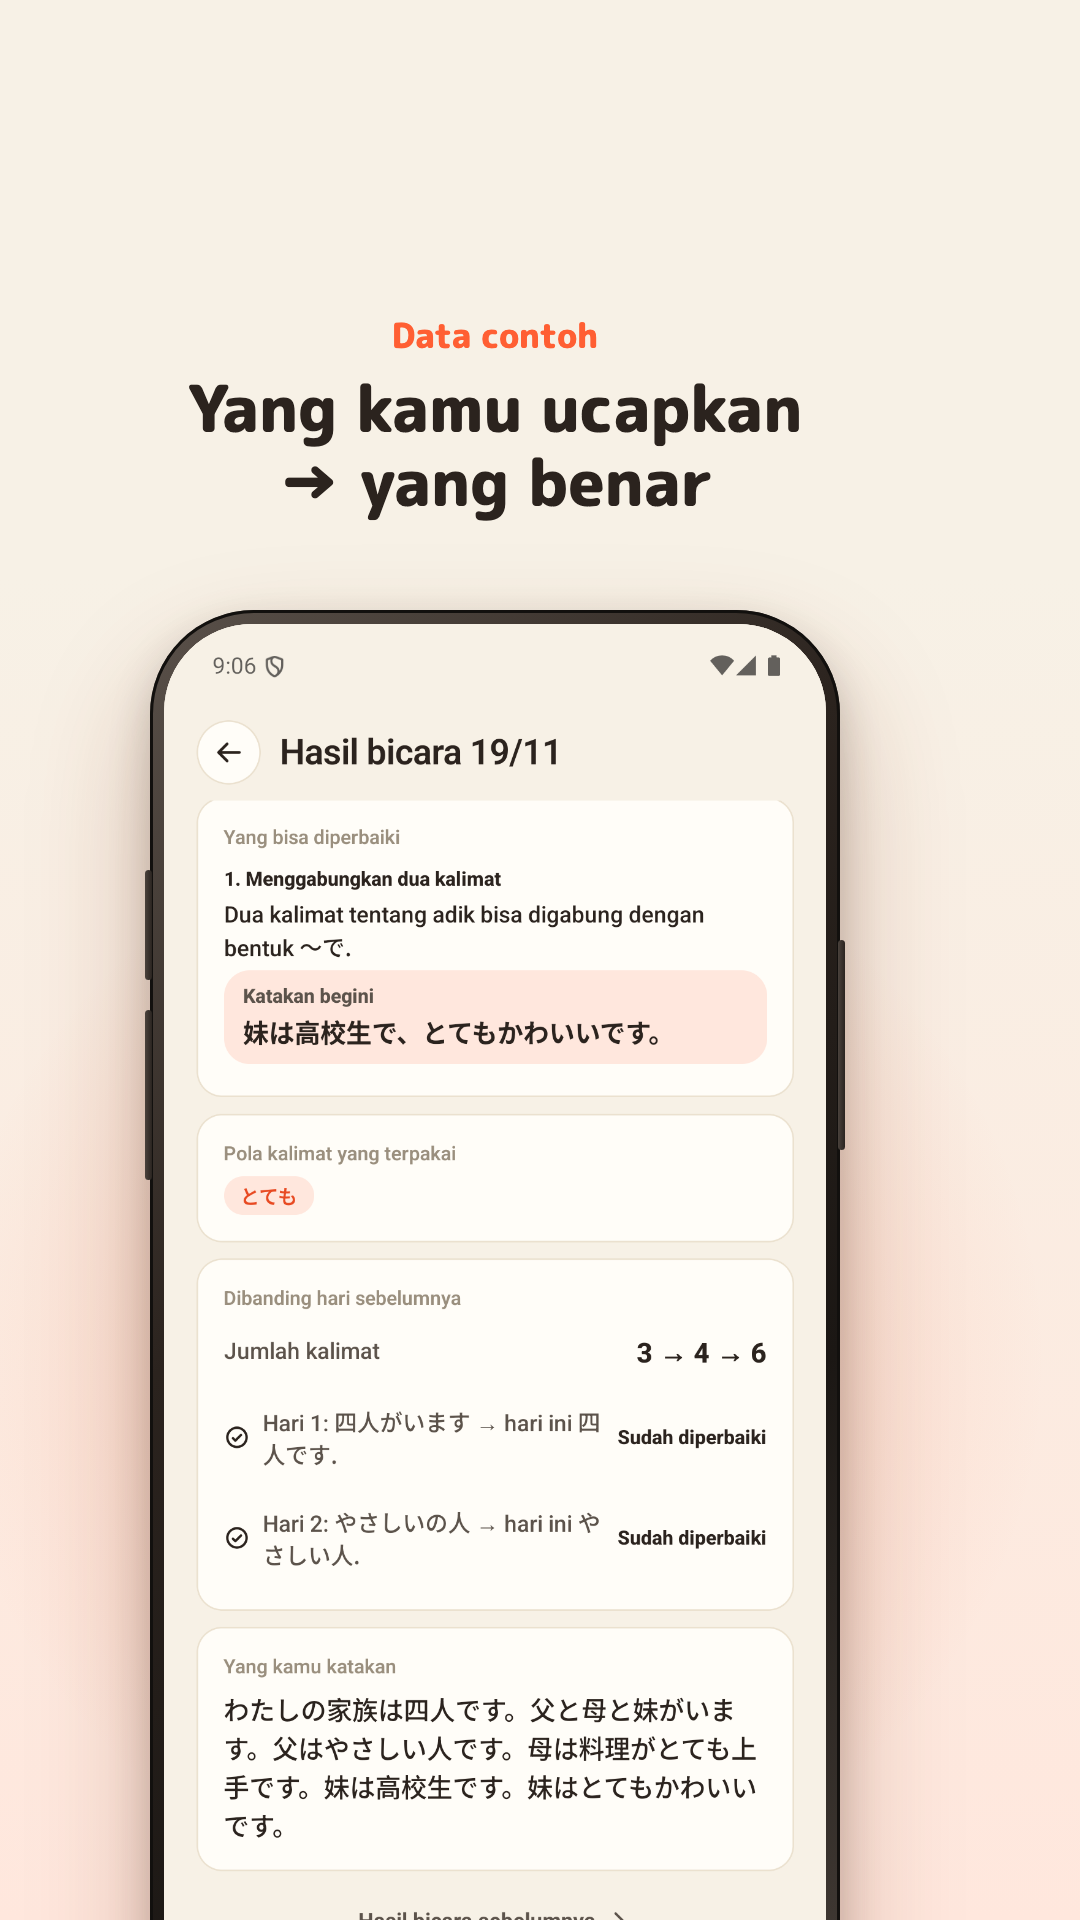 Data contoh
Yang kamu ucapkan
→ yang benar
9:06
Hasil bicara 19/11
Yang bisa diperbaiki
1. Menggabungkan dua kalimat
Dua kalimat tentang adik bisa digabung dengan
bentuk 〜で.
Katakan begini
妹は高校生で、とてもかわいいです。
Pola kalimat yang terpakai
とても
Dibanding hari sebelumnya
Jumlah kalimat 3 → 4 → 6
Hari 1: 四人がいます → hari ini 四
人です.
Sudah diperbaiki
Hari 2: やさしいの人 → hari ini や
さしい人.
Sudah diperbaiki
Yang kamu katakan
わたしの家族は四人です。父と母と妹がいま
す。父はやさしい人です。母は料理がとても上
手です。妹は高校生です。妹はとてもかわいい
です。
Hasil bicara sebelumnya